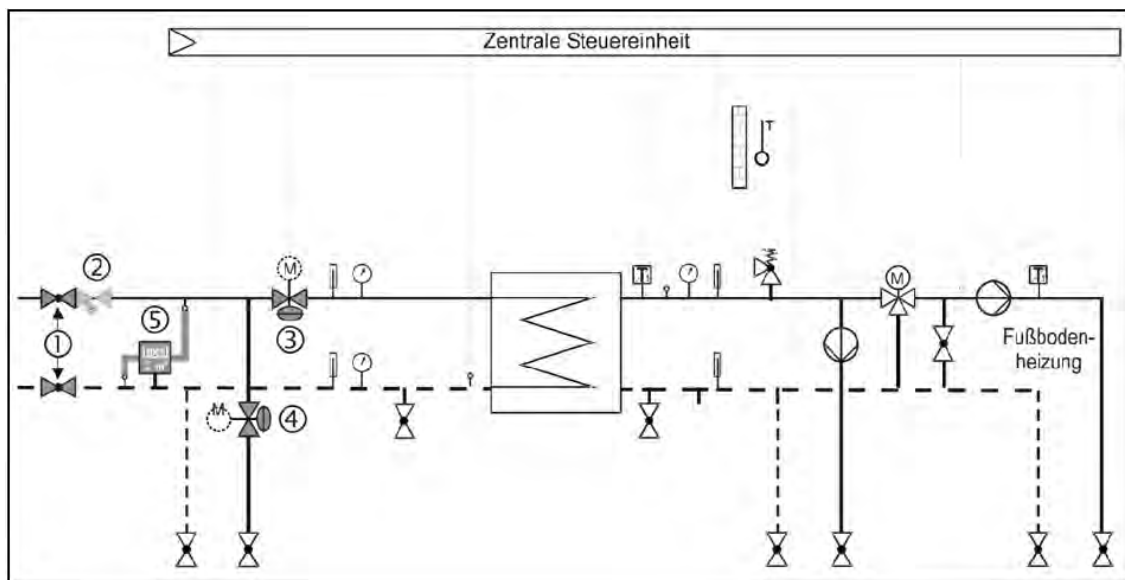 Zentrale Steuereinheit
T
M
②
T
M
T
⑤
①
③
Fußboden-
heizung
M
④